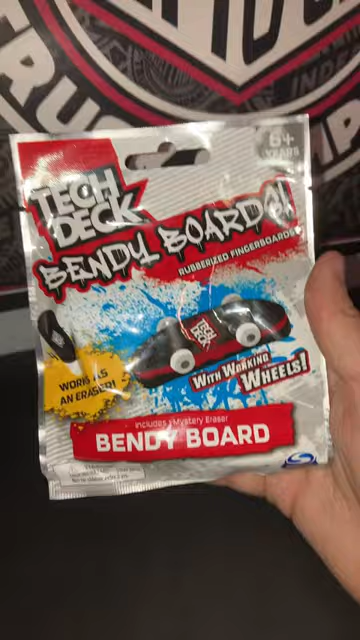 6+
YEARS
TECH
DECK
BENDY BOARDS!
RUBBERIZED FINGERBOARDS
TECH
DECK
WORKS AS
AN ERASER!
WITH WORKING
WHEELS!
Includes 1 Mystery Eraser
BENDY BOARD